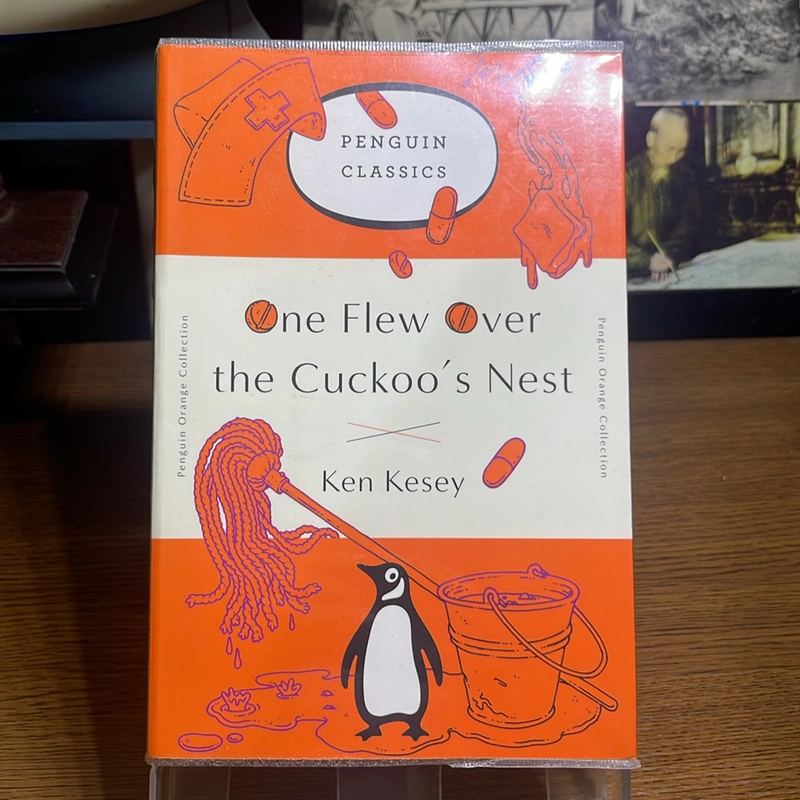 PENGUIN
CLASSICS
One Flew Over
the Cuckoo's Nest
Ken Kesey
Penguin Orange Collection
Penguin Orange Collection